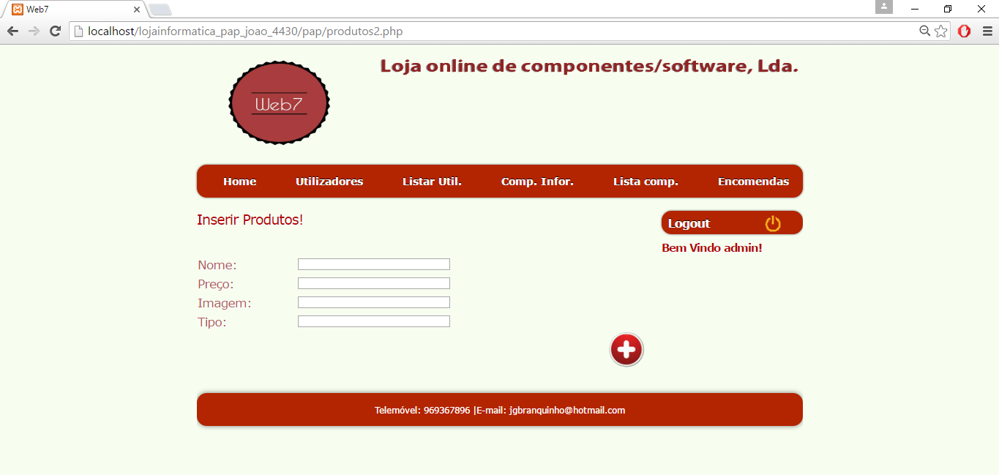 Web7
localhost/lojainformatica_pap_joao_4430/pap/produtos2.php
Loja online de componentes/software, Lda.
Web7
Home Utilizadores Listar Util. Comp. Infor. Lista comp. Encomendas
Inserir Produtos!
Logout
Bem Vindo admin!
Nome:
Preço:
Imagem:
Tipo:
Telemóvel: 969367896 |E-mail: jgbranquinho@hotmail.com